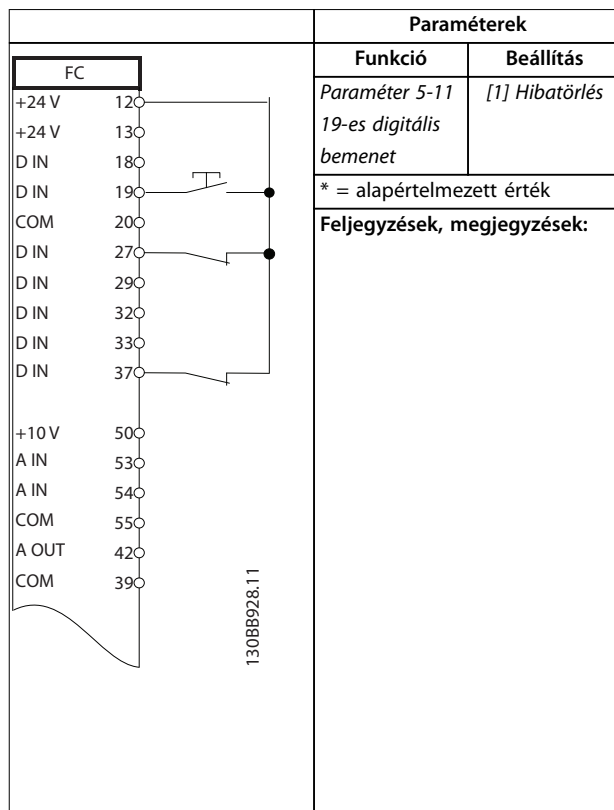 FC
+24 V 12
+24 V 13
D IN 18
D IN 19
COM 20
D IN 27
D IN 29
D IN 32
D IN 33
D IN 37
+10 V 50
A IN 53
A IN 54
COM 55
A OUT 42
COM 39
130BB928.11
Paraméterek
Funkció Beállítás
Paraméter 5-11 [1] Hibatörlés
19-es digitális
bemenet
* = alapértelmezett érték
Feljegyzések, megjegyzések: